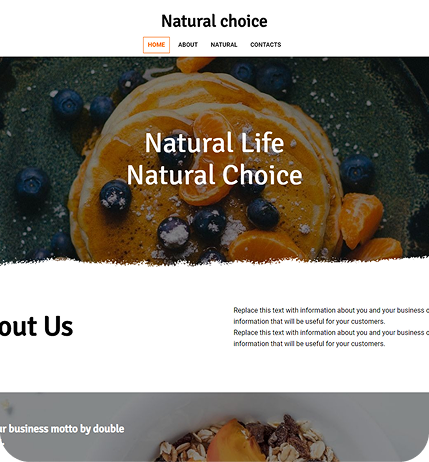 Natural choice
HOME ABOUT NATURAL CONTACTS
Natural Life
Natural Choice
out Us
Replace this text with information about you and your business o
information that will be useful for your customers.
Replace this text with information about you and your business o
information that will be useful for your customers.
ur business motto by double